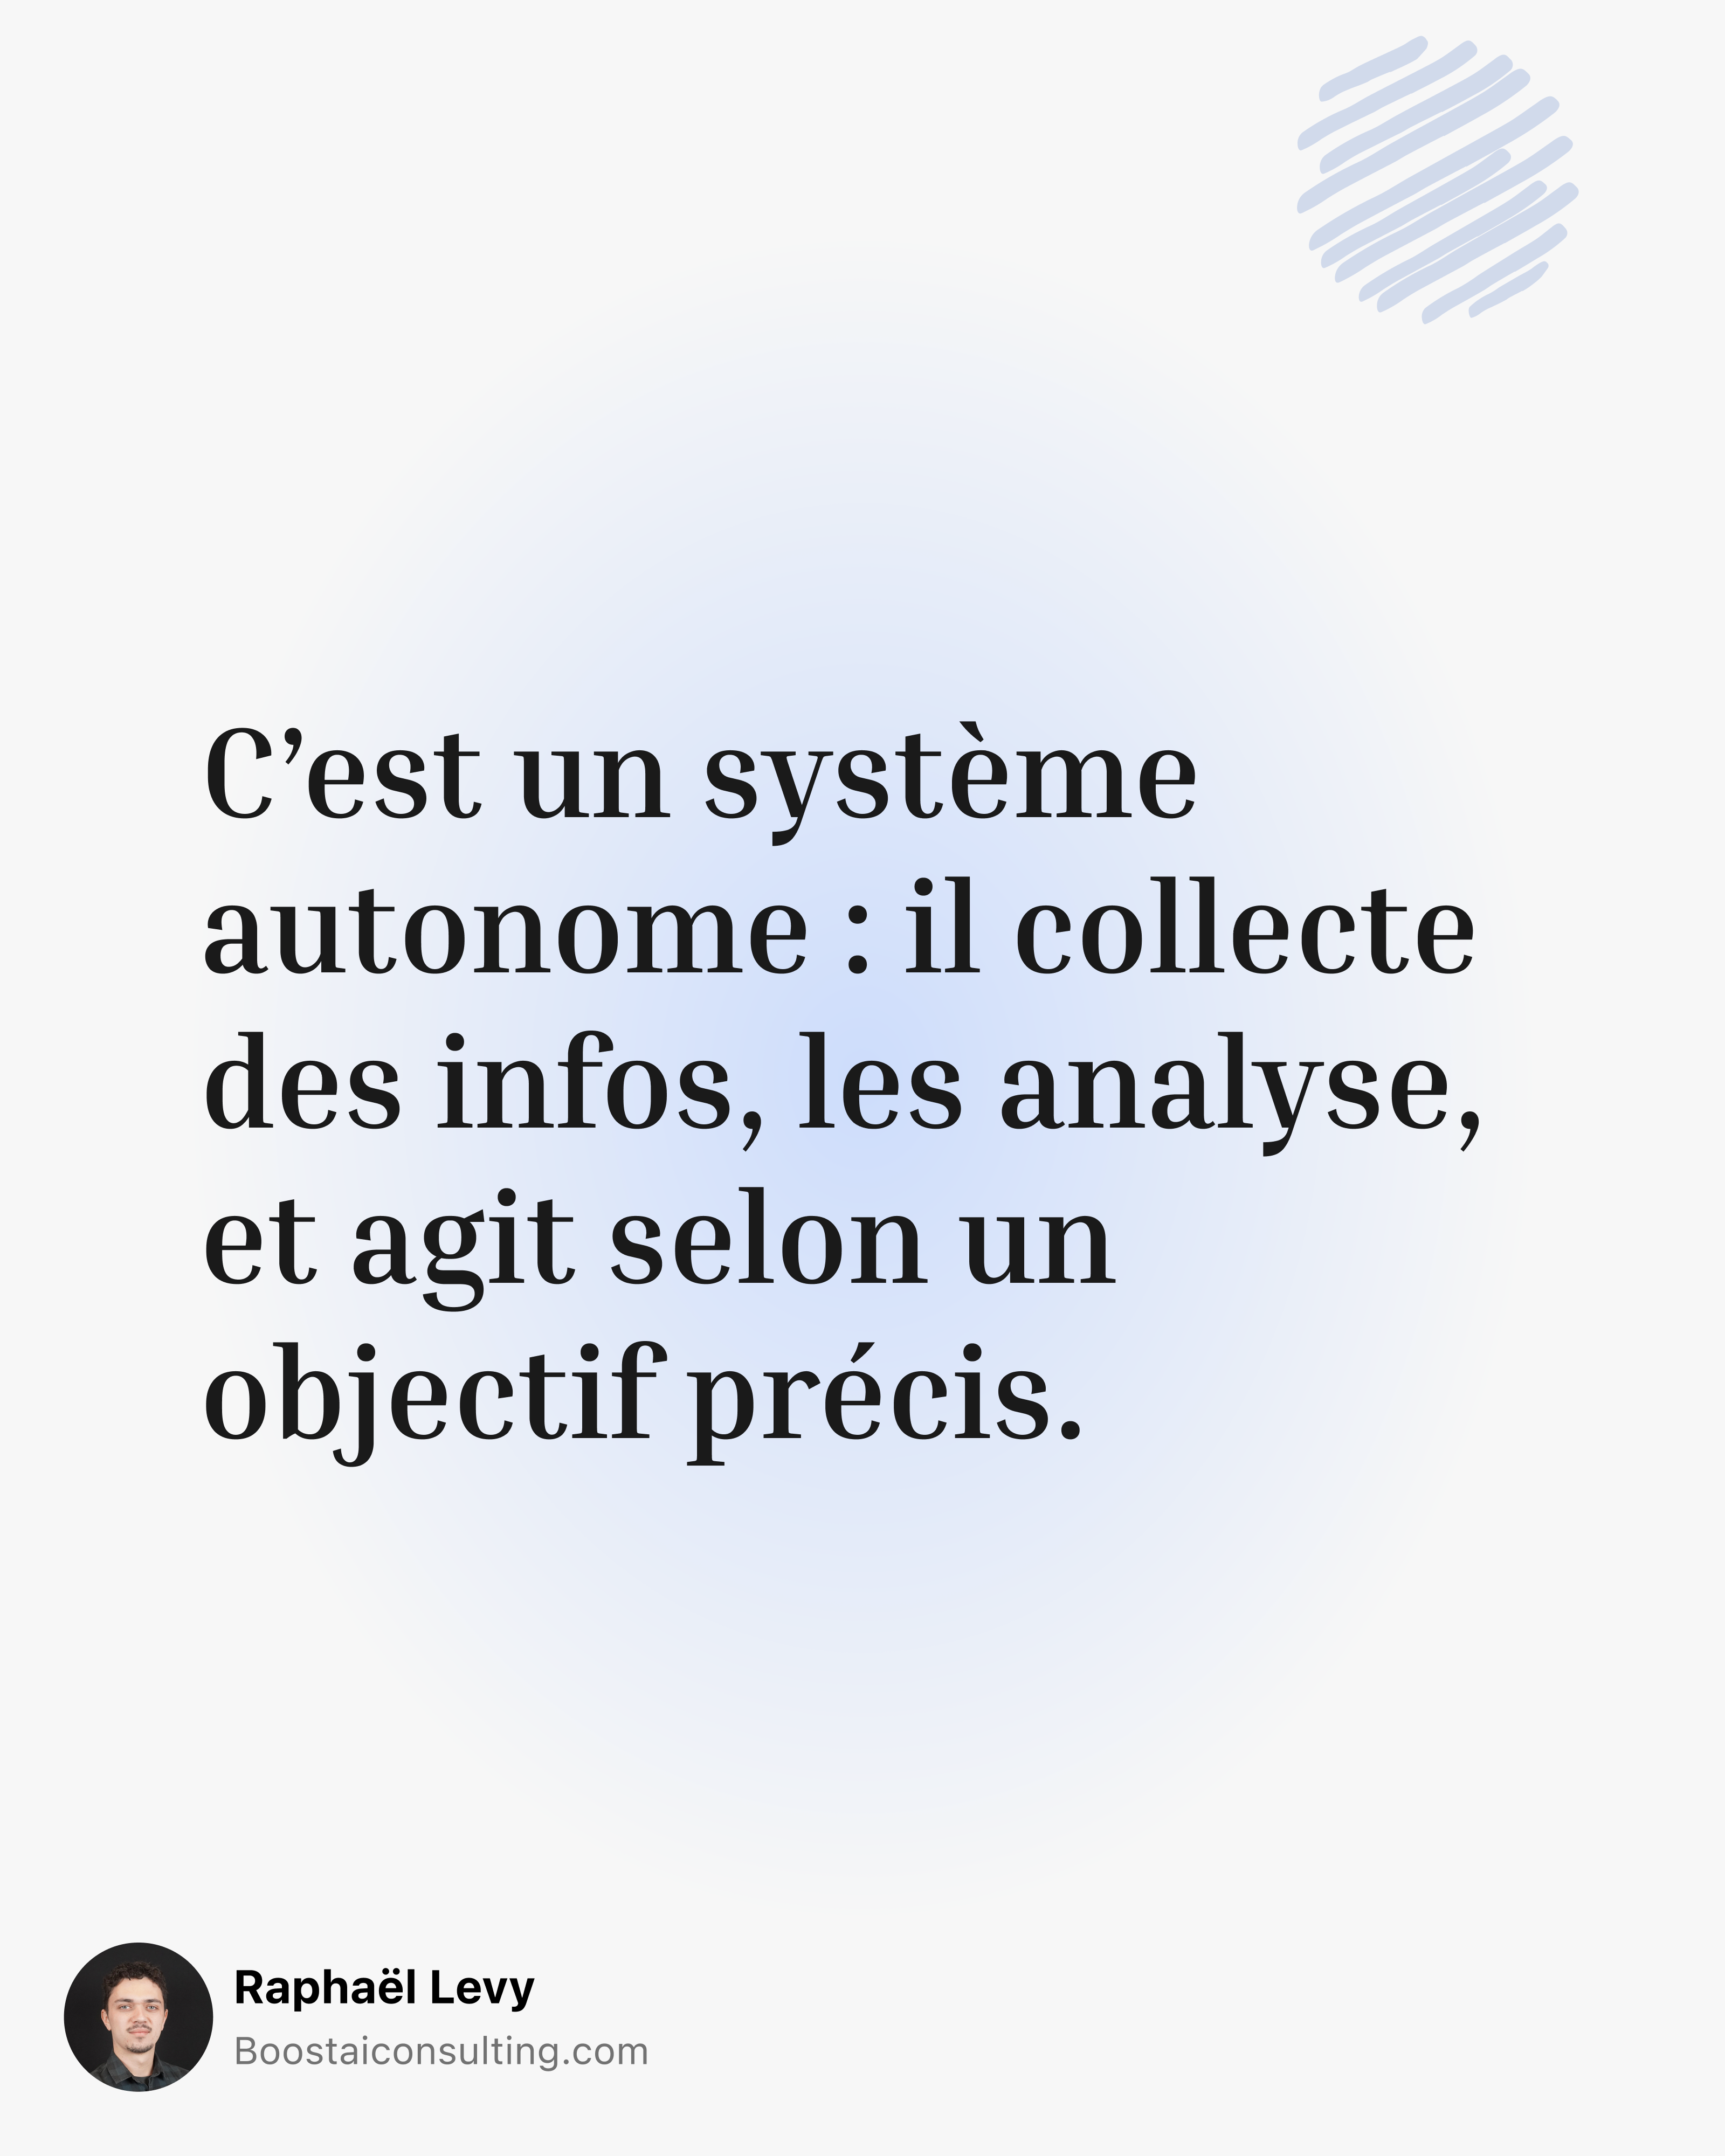 C’est un système
autonome : il collecte
des infos, les analyse,
et agit selon un
objectif précis.
Raphaël Levy
Boostaiconsulting.com